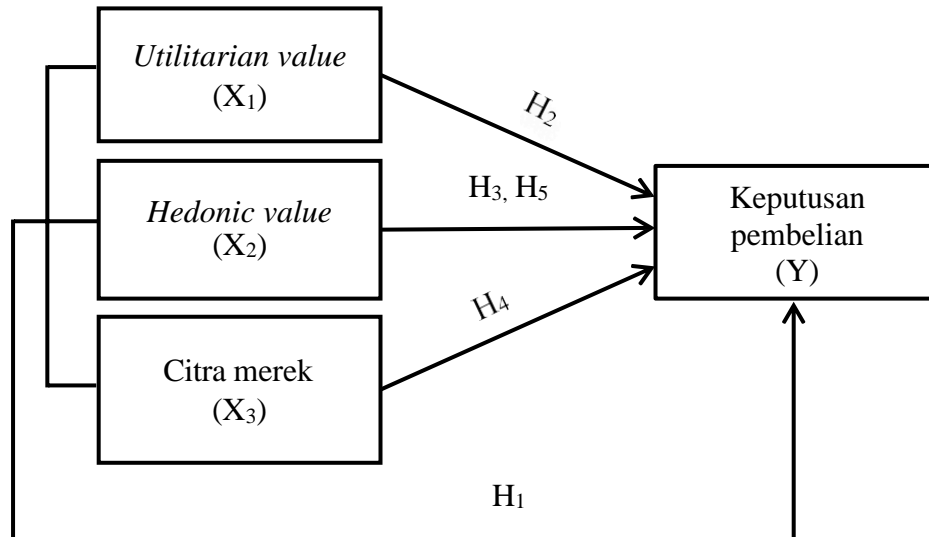 Utilitarian value
(X₁)
H₂
Hedonic value
(X₂)
H₃, H₅
Keputusan
pembelian
(Y)
Citra merek
(X₃)
H₄
H₁